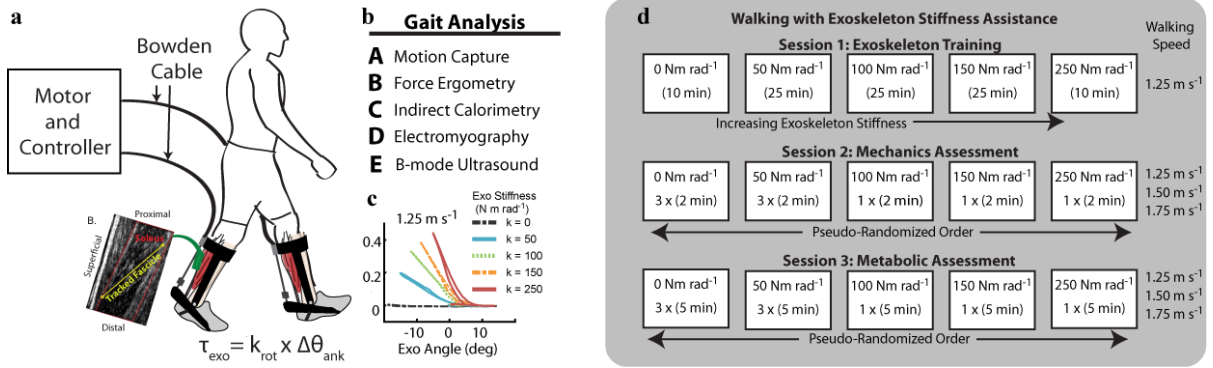 a
Bowden
Cable
Motor
and
Controller
B.
Proximal
Superficial
Soleus
Tracked Fascicle
Distal
τexo = krot x Δθank
b
Gait Analysis
A Motion Capture
B Force Ergometry
C Indirect Calorimetry
D Electromyography
E B-mode Ultrasound
c
Exo Stiffness
(N m rad⁻¹)
1.25 m s⁻¹
k = 0
k = 50
k = 100
k = 150
k = 250
0.4
0.2
0
-10 0 10
Exo Angle (deg)
d
Walking with Exoskeleton Stiffness Assistance
Walking
Speed
Session 1: Exoskeleton Training
0 Nm rad⁻¹ 50 Nm rad⁻¹ 100 Nm rad⁻¹ 150 Nm rad⁻¹ 250 Nm rad⁻¹
(10 min) (25 min) (25 min) (25 min) (10 min)
1.25 m s⁻¹
Increasing Exoskeleton Stiffness
Session 2: Mechanics Assessment
0 Nm rad⁻¹ 50 Nm rad⁻¹ 100 Nm rad⁻¹ 150 Nm rad⁻¹ 250 Nm rad⁻¹
3 x (2 min) 3 x (2 min) 1 x (2 min) 1 x (2 min) 1 x (2 min)
1.25 m s⁻¹
1.50 m s⁻¹
1.75 m s⁻¹
Pseudo-Randomized Order
Session 3: Metabolic Assessment
0 Nm rad⁻¹ 50 Nm rad⁻¹ 100 Nm rad⁻¹ 150 Nm rad⁻¹ 250 Nm rad⁻¹
3 x (5 min) 3 x (5 min) 1 x (5 min) 1 x (5 min) 1 x (5 min)
1.25 m s⁻¹
1.50 m s⁻¹
1.75 m s⁻¹
Pseudo-Randomized Order